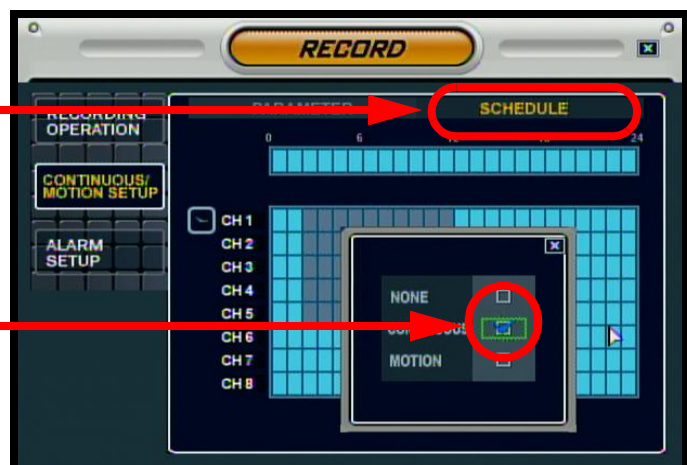 RECORD
PARAMETER SCHEDULE
RECORDING
OPERATION
CONTINUOUS/
MOTION SETUP
ALARM
SETUP
0 6 12 18 24
CH 1
CH 2
CH 3
CH 4
CH 5
CH 6
CH 7
CH 8
NONE
CONTINUOUS
MOTION